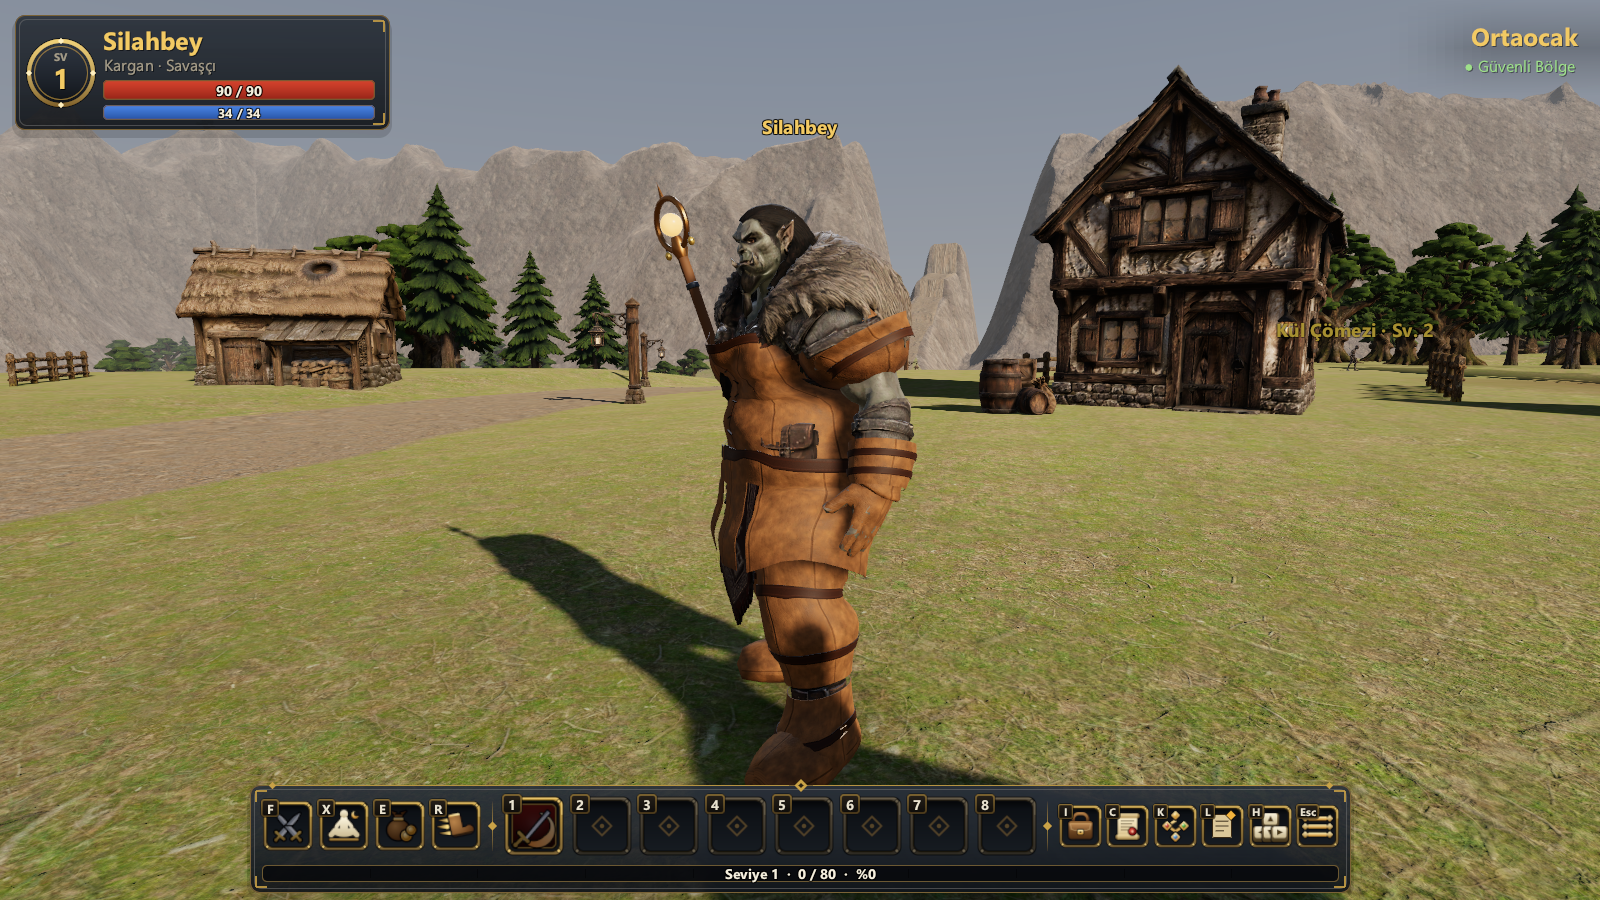 SV
1
Silahbey
Kargan · Savaşçı
90 / 90
34 / 34
Ortaocak
Güvenli Bölge
Silahbey
Kül Çömezi · Sv. 2
F
X
E
R
1
2
3
4
5
6
7
8
I
C
K
L
H
Esc
Seviye 1 · 0 / 80 · %0